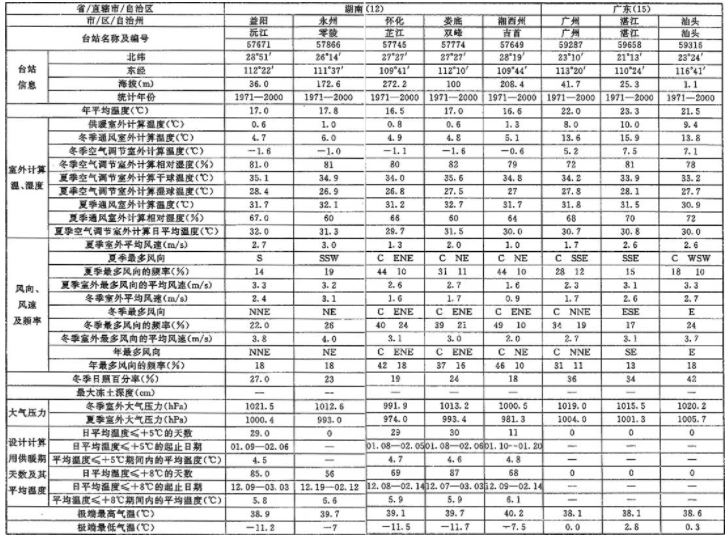 省/直辖市/自治区 湖南(12) 广东(15)
市/区/自治州 益阳 永州 怀化 娄底 湘西州 广州 湛江 汕头
台站名称及编号 沅江 零陵 芷江 双峰 吉首 广州 湛江 汕头
57671 57866 57745 57774 57649 59287 59658 59316
台站信息 北纬 28°51′ 26°14′ 27°27′ 27°27′ 28°19′ 23°10′ 21°13′ 23°24′
东经 112°22′ 111°37′ 109°41′ 112°10′ 109°44′ 113°20′ 110°24′ 116°41′
海拔(m) 36.0 172.6 272.2 100 208.4 41.7 25.3 1.1
统计年份 1971—2000 1971—2000 1971—2000 1971—2000 1971—2000 1971—2000 1971—2000 1971—2000
年平均温度(℃) 17.0 17.8 16.5 17.0 16.6 22.0 23.3 21.5
室外计算温、湿度 供暖室外计算温度(℃) 0.6 1.0 0.8 0.6 1.3 8.0 10.0 9.4
冬季通风室外计算温度(℃) 4.7 6.0 4.9 4.8 5.1 13.6 15.9 13.8
冬季空气调节室外计算温度(℃) −1.6 −1.0 −1.1 −1.6 −0.6 5.2 7.5 7.1
冬季空气调节室外计算相对湿度(%) 81.0 81 80 82 79 72 81 78
夏季空气调节室外计算干球温度(℃) 35.1 34.9 34.0 35.6 34.8 34.2 33.9 33.2
夏季空气调节室外计算湿球温度(℃) 28.4 26.9 26.8 27.5 27 27.8 28.1 27.7
夏季通风室外计算温度(℃) 31.7 32.1 31.2 32.7 31.7 31.8 31.5 30.9
夏季通风室外计算相对湿度(%) 67.0 60 66 60 64 68 70 72
夏季空气调节室外计算日平均温度(℃) 32.0 31.3 29.7 31.5 30.0 30.7 30.8 30.0
风向、风速及频率 夏季室外平均风速(m/s) 2.7 3.0 1.3 2.0 1.0 1.7 2.6 2.6
夏季最多风向 S SSW C ENE C NE C NE C SSE SSE C WSW
夏季最多风向的频率(%) 14 19 44 10 31 11 44 10 28 12 15 18 10
夏季室外最多风向的平均风速(m/s) 3.3 3.2 2.6 2.7 1.6 2.3 3.1 3.3
冬季室外平均风速(m/s) 2.4 3.1 1.6 1.7 0.9 1.7 2.6 2.7
冬季最多风向 NNE NE C ENE C ENE C ENE C NNE ESE E
冬季最多风向的频率(%) 22.0 26 40 24 39 21 49 10 34 19 17 24
冬季室外最多风向的平均风速(m/s) 3.8 4.0 3.1 3.0 2.0 2.7 3.1 3.7
年最多风向 NNE NE C ENE C ENE C NE C NNE SE E
年最多风向的频率(%) 18 18 42 18 37 16 46 10 31 11 13 18
冬季日照百分率(%) 27.0 23 19 24 18 36 34 42
最大冻土深度(cm) — — — — — — — —
大气压力 冬季室外大气压力(hPa) 1021.5 1012.6 991.9 1013.2 1000.5 1019.0 1015.5 1020.2
夏季室外大气压力(hPa) 1000.4 993.0 974.0 993.4 981.3 1004.0 1001.3 1005.7
设计计算用供暖期天数及其平均温度 日平均温度≤+5℃的天数 29.0 0 29 30 11 0 0 0
日平均温度≤+5℃的起止日期 01.09—02.06 — 01.08—02.05 01.08—02.06 01.10—01.20 — — —
平均温度≤+5℃期间内的平均温度(℃) 4.5 — 4.7 4.6 4.8 — — —
日平均温度≤+8℃的天数 85.0 56 69 87 68 0 0 0
日平均温度≤+8℃的起止日期 12.09—03.03 12.19—02.12 12.08—02.14 12.07—03.03 12.09—02.14 — — —
平均温度≤+8℃期间内的平均温度(℃) 5.8 6.6 5.9 5.9 6.1 — — —
极端最高气温(℃) 38.9 39.7 39.1 39.7 40.2 38.1 38.1 38.6
极端最低气温(℃) −11.2 −7 −11.5 −11.7 −7.5 0.0 2.8 0.3